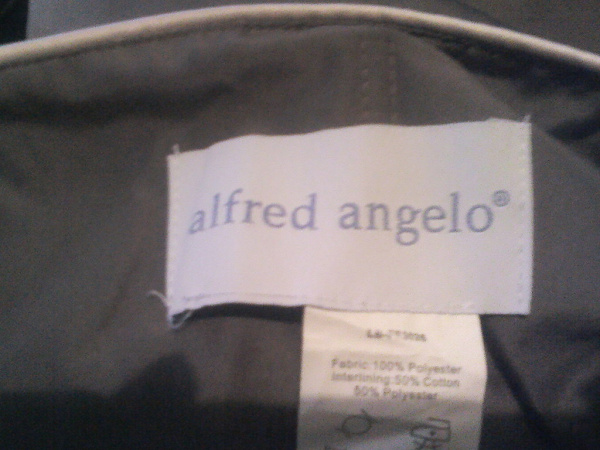 alfred angelo®
Fabric:100% Polyester
Interlining:50% Cotton
50% Polyester